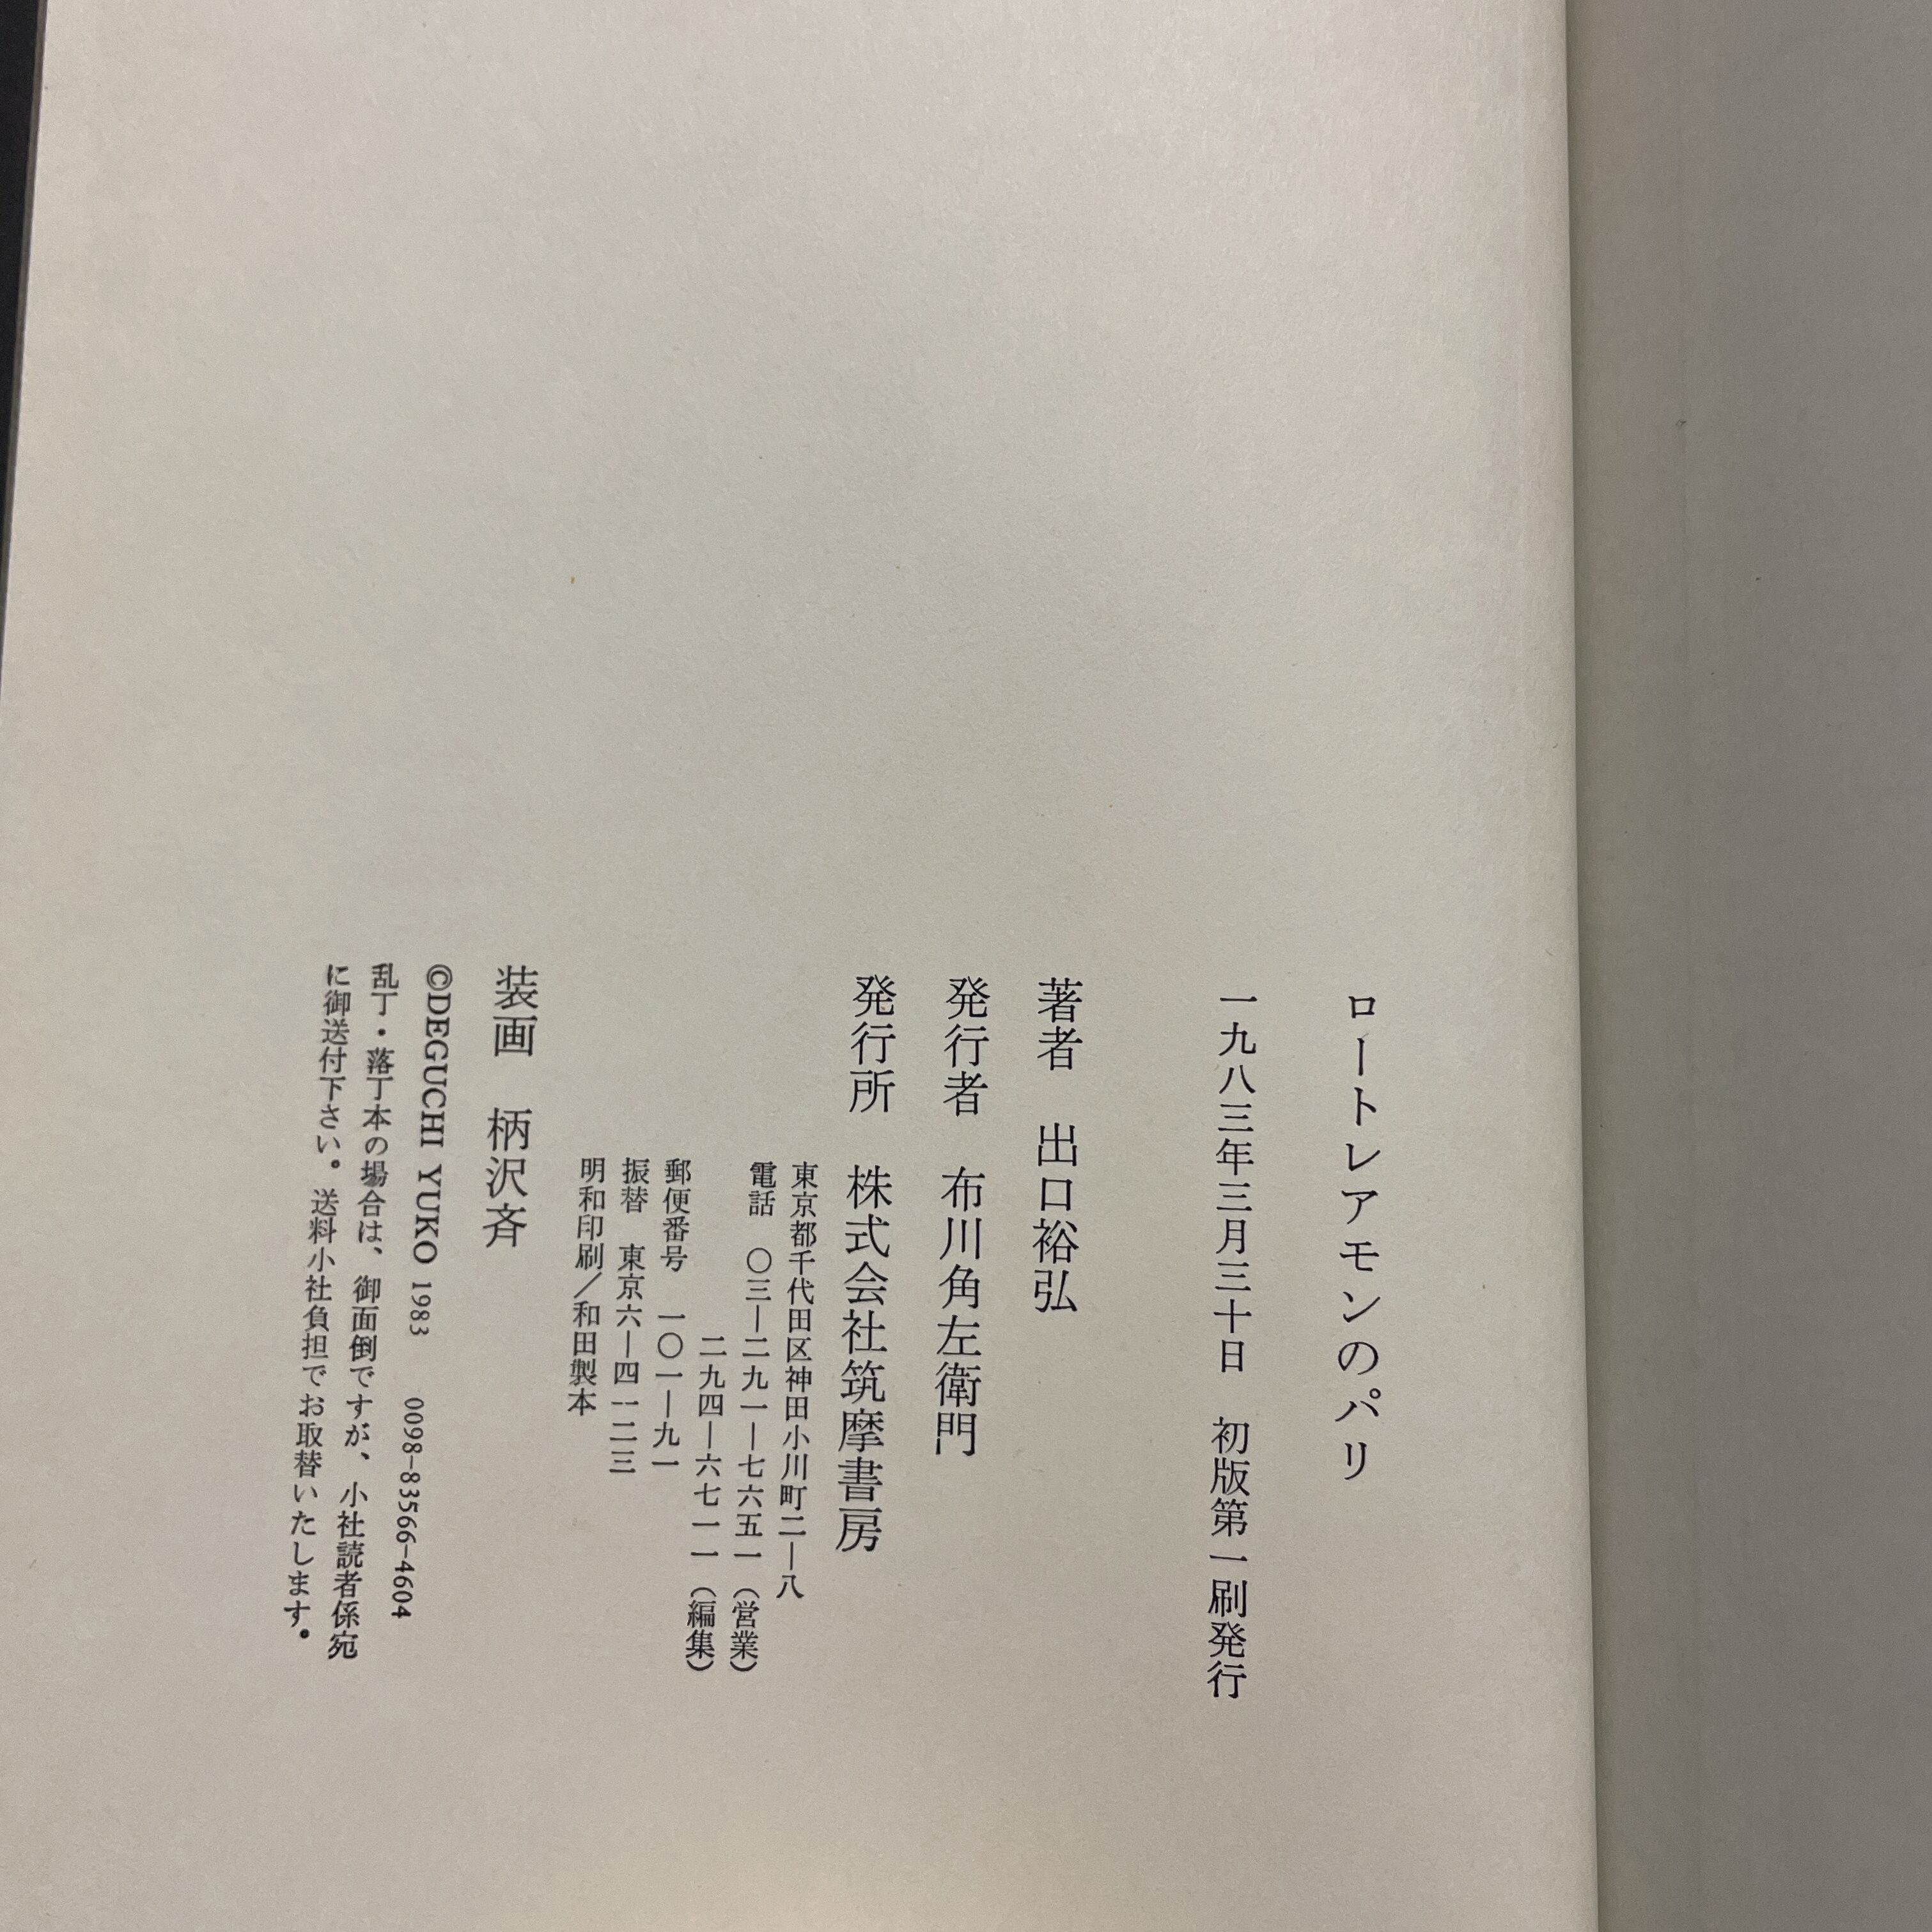 ロートレアモンのパリ
一九八三年三月三十日　初版第一刷発行
著者　出口裕弘
発行者　布川角左衛門
発行所　株式会社筑摩書房
東京都千代田区神田小川町二―八
電話　〇三―二九一―七六五一（営業）
二九四―六七一一（編集）
郵便番号　一〇一―九一
振替　東京六―四一二三
明和印刷／和田製本
装画　柄沢斉
©DEGUCHI YUKO 1983　0098-83566-4604
乱丁・落丁本の場合は、御面倒ですが、小社読者係宛
に御送付下さい。送料小社負担でお取替いたします。